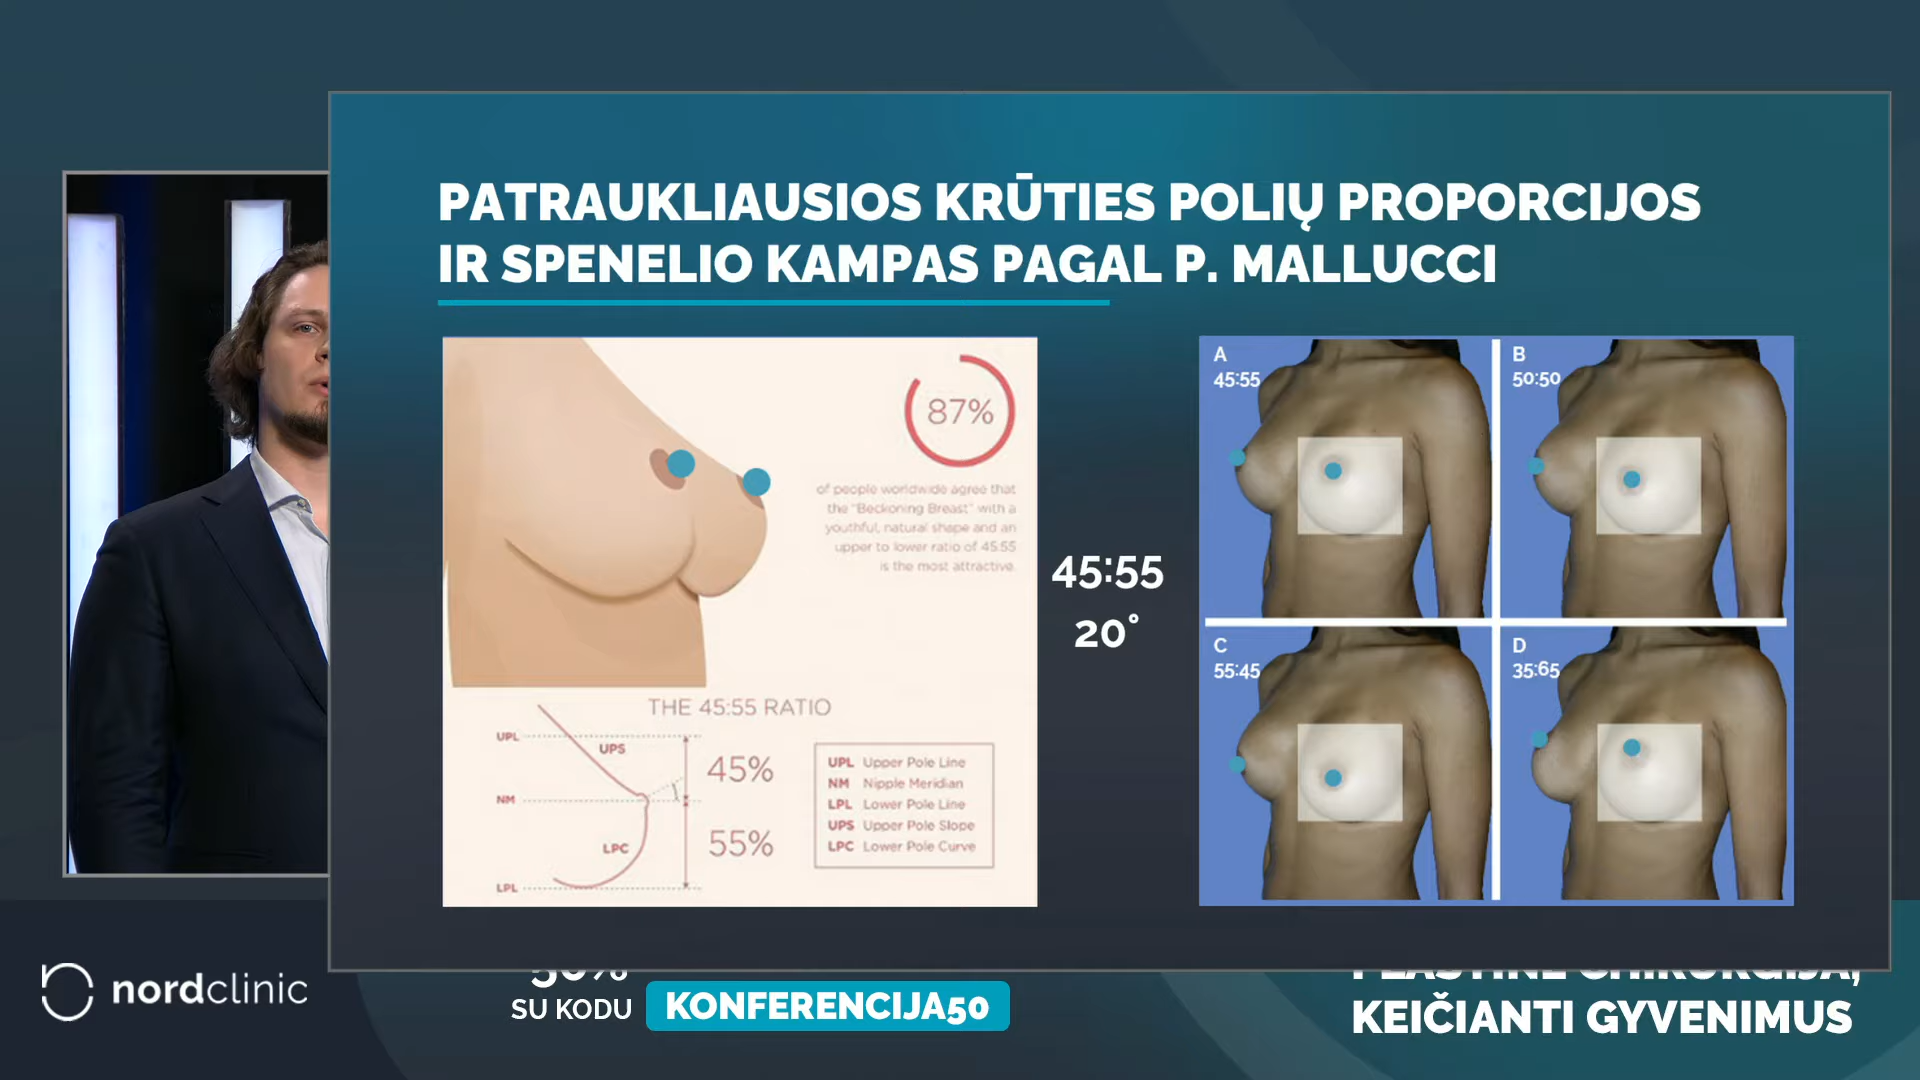 PATRAUKLIAUSIOS KRŪTIES POLIŲ PROPORCIJOS
IR SPENELIO KAMPAS PAGAL P. MALLUCCI
87%
of people worldwide agree that
the "Beckoning Breast" with a
youthful, natural shape and an
upper to lower ratio of 45:55
is the most attractive.
THE 45:55 RATIO
UPL
UPS
45%
NM
LPC
55%
LPL
UPL Upper Pole Line
NM Nipple Meridian
LPL Lower Pole Line
UPS Upper Pole Slope
LPC Lower Pole Curve
45:55
20°
A
45:55
B
50:50
C
55:45
D
35:65
nordclinic
50%
SU KODU
KONFERENCIJA50
PLASTINĖ CHIRURGIJA,
KEIČIANTI GYVENIMUS